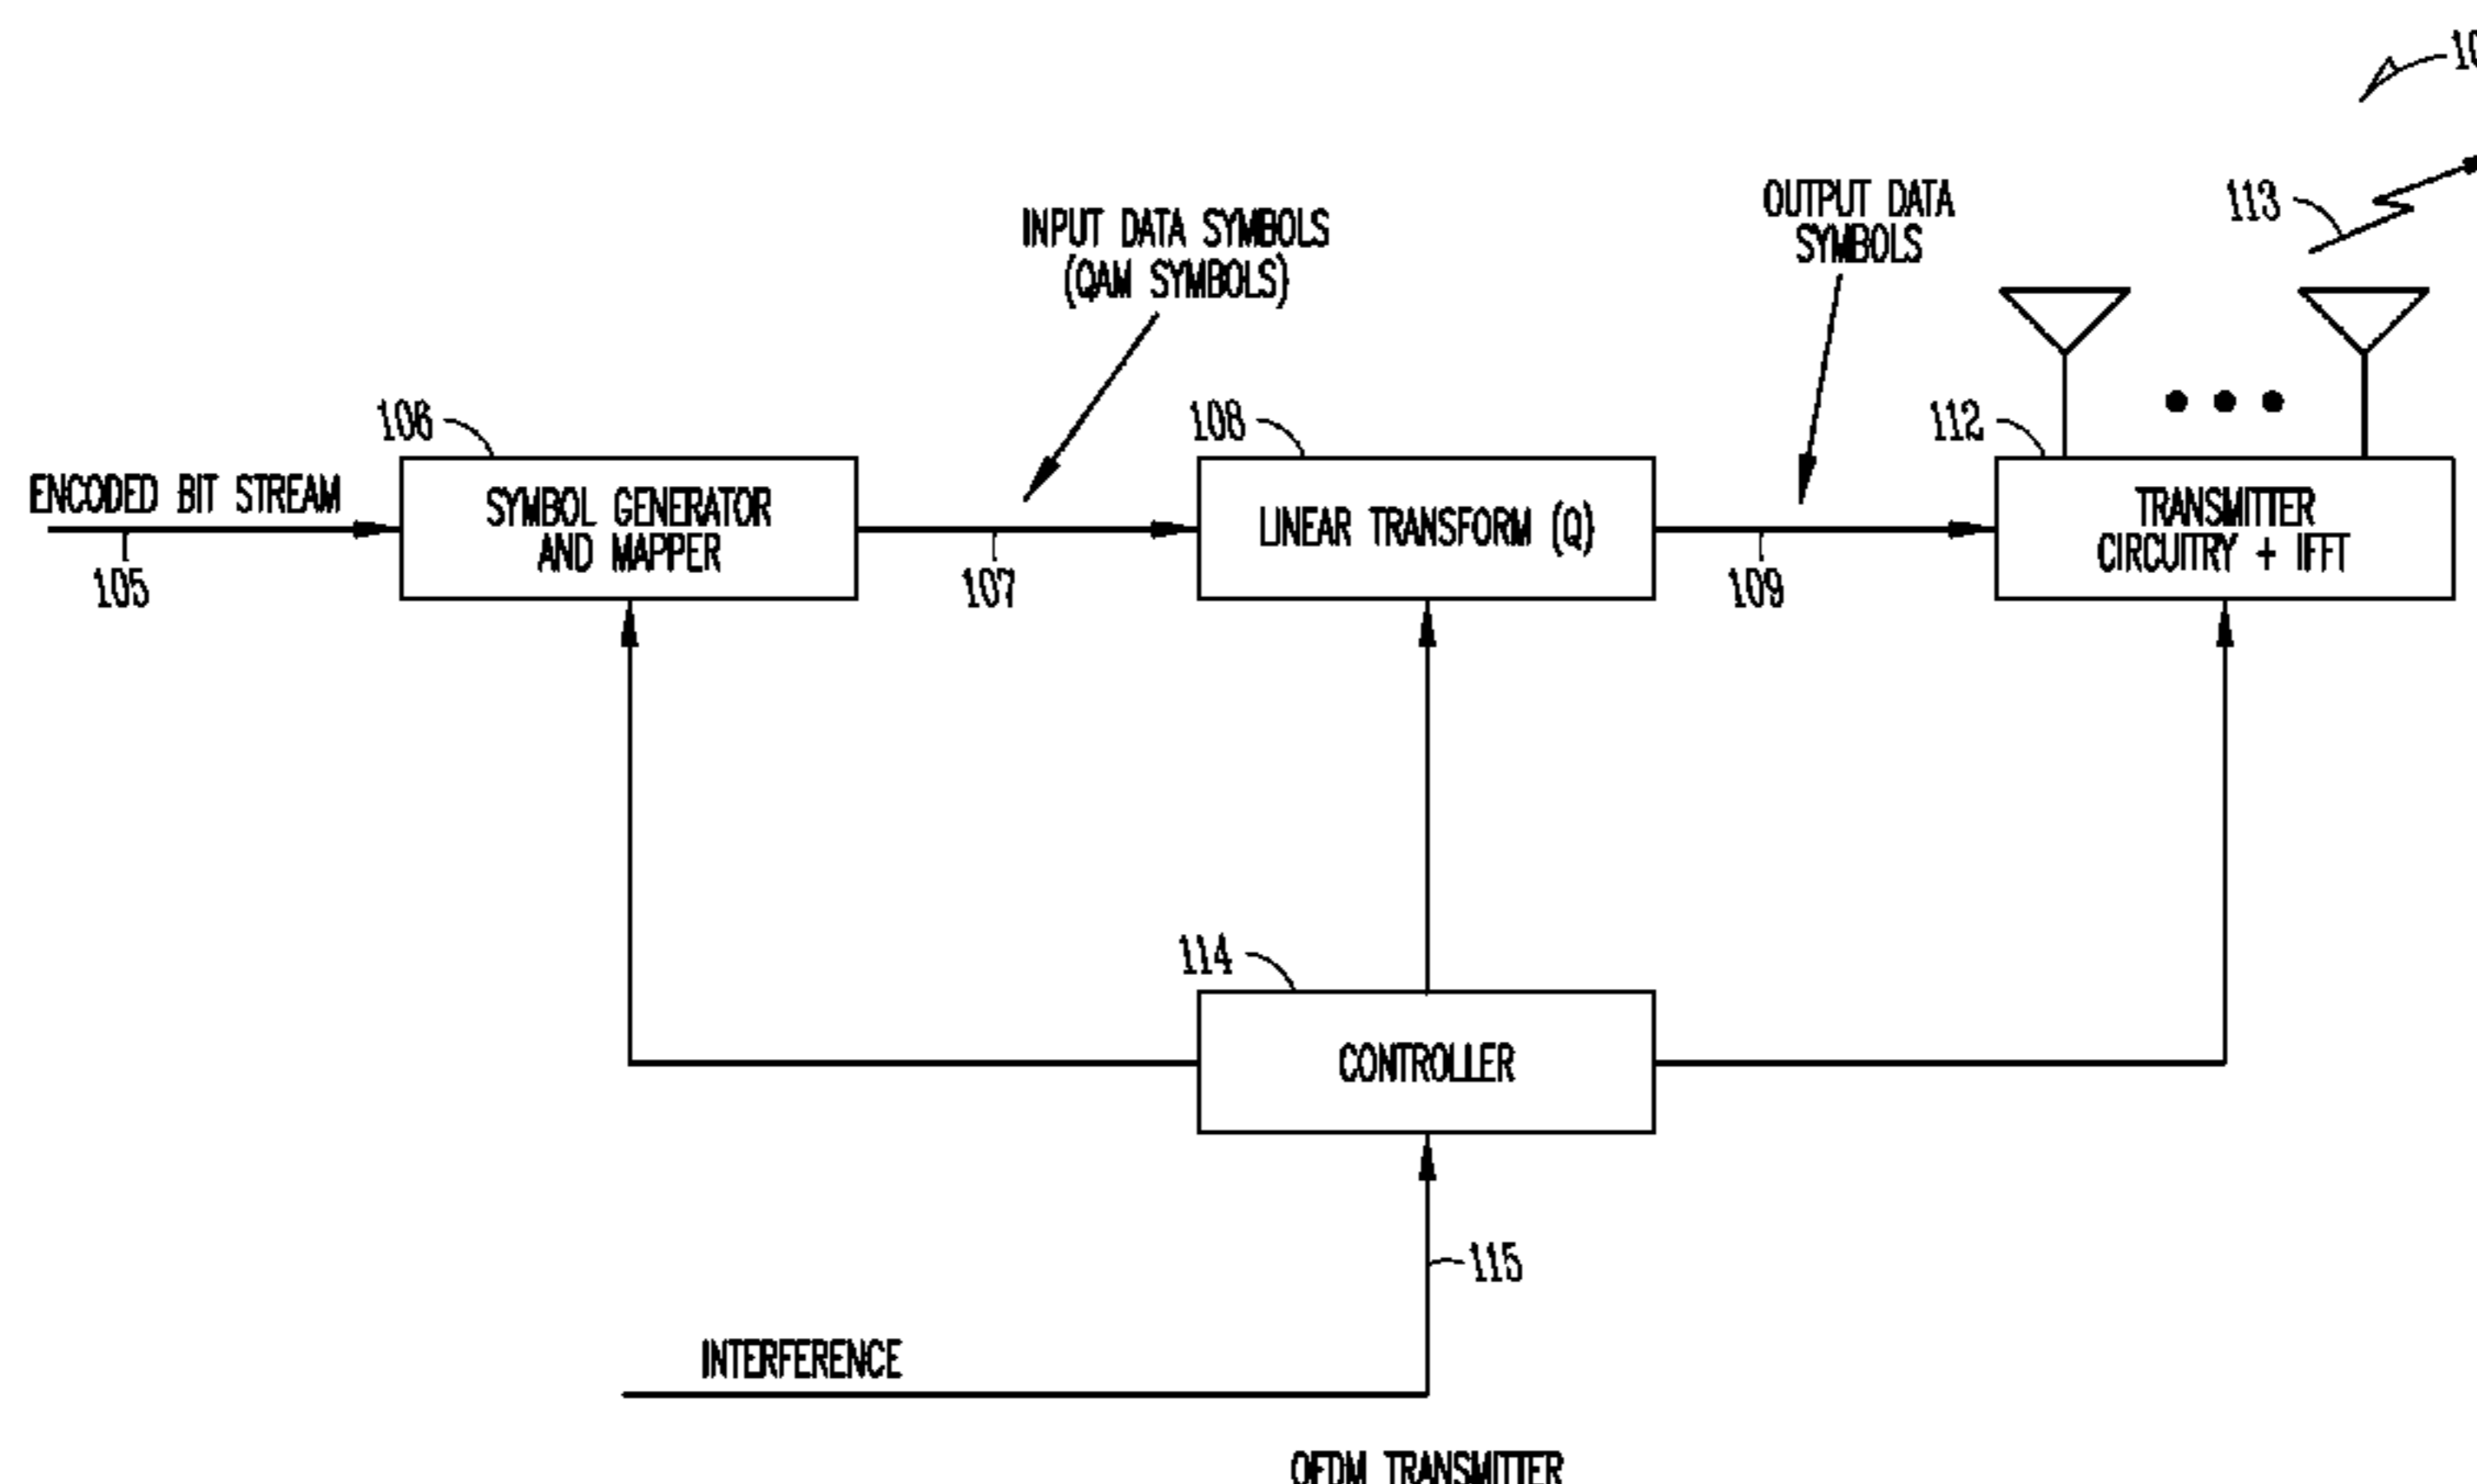 10
113
INPUT DATA SYMBOLS
(QAM SYMBOLS)
OUTPUT DATA
SYMBOLS
106
108
112
ENCODED BIT STREAM
SYMBOL GENERATOR
AND MAPPER
LINEAR TRANSFORM (Q)
TRANSMITTER
CIRCUITRY + IFFT
105
107
109
114
CONTROLLER
115
INTERFERENCE
OFDM TRANSMITTER